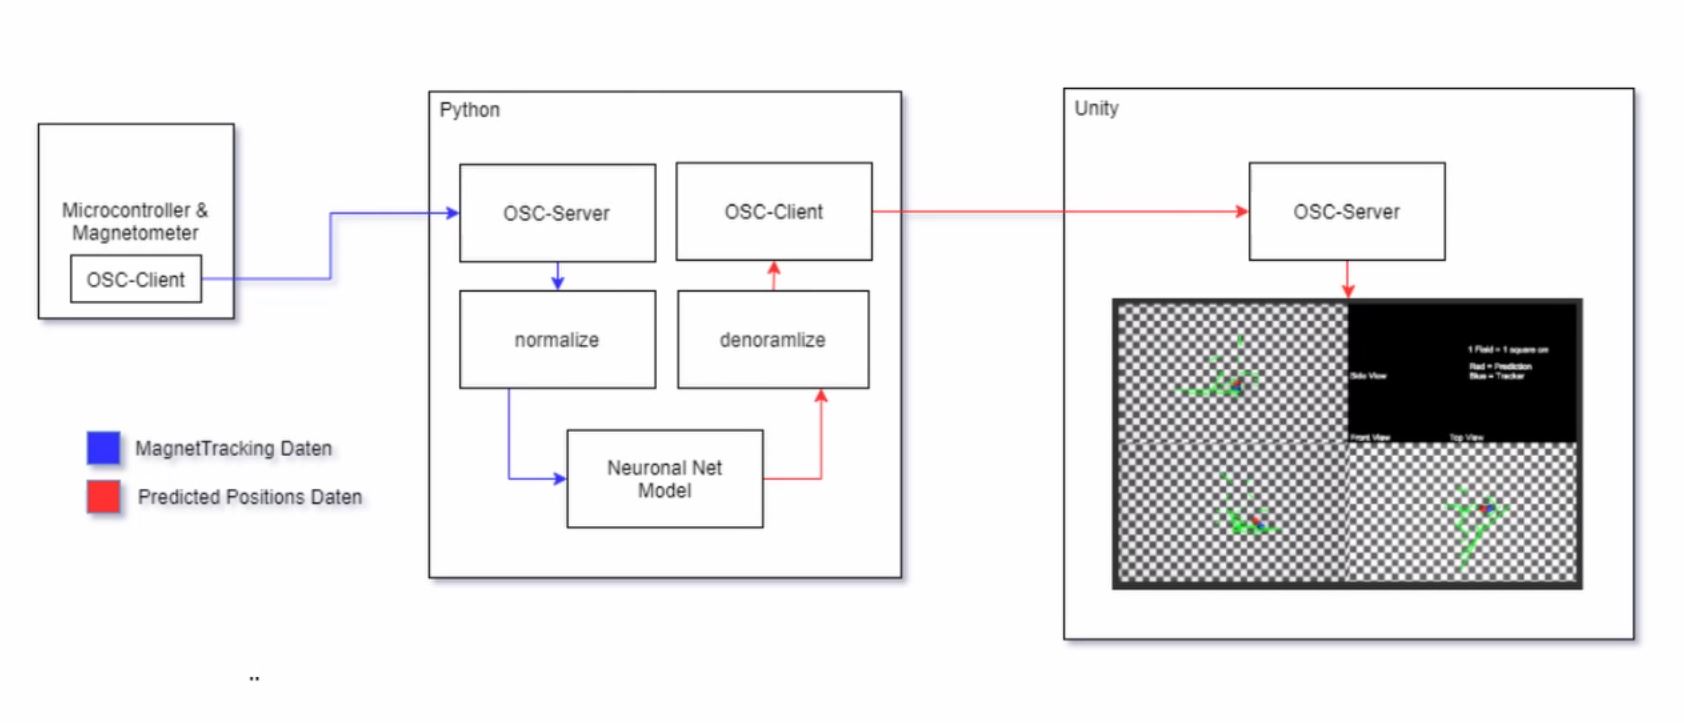 Python
Unity
Microcontroller &
Magnetometer
OSC-Client
OSC-Server
OSC-Client
OSC-Server
normalize
denoramlize
Neuronal Net
Model
MagnetTracking Daten
Predicted Positions Daten
1 Field = 1 square cm
Red = Prediction
Blue = Tracker
Side View
Front View
Top View
..